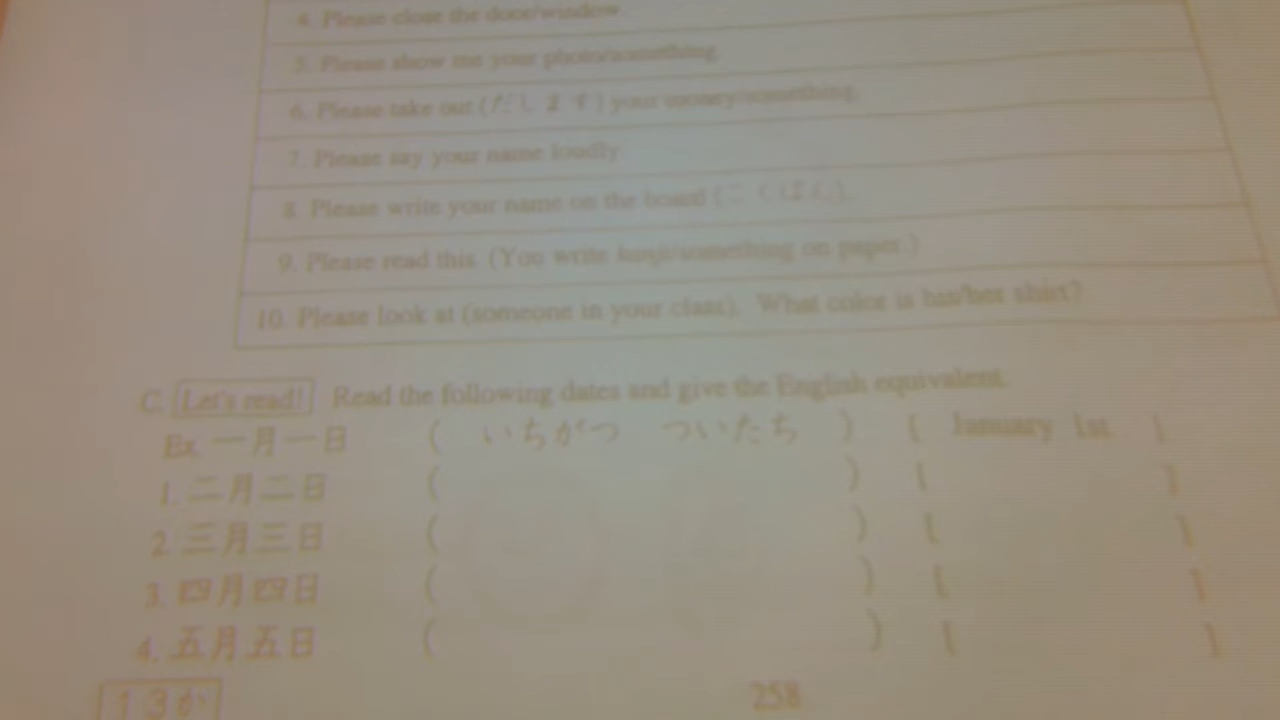 4. Please close the door/window
5. Please show me your photo/something.
6. Please take out (だします) your money/something.
7. Please say your name loudly.
8. Please write your name on the board (こくばん).
9. Please read this. (You write kanji/something on paper.)
10. Please look at (someone in your class). What color is his/her shirt?
C. Let's read! Read the following dates and give the English equivalent.
Ex. 一月一日 ( いちがつ ついたち ) [ January 1st ]
1. 二月二日 ( ) [ ]
2. 三月三日 ( ) [ ]
3. 四月四日 ( ) [ ]
4. 五月五日 ( ) [ ]
13か 258